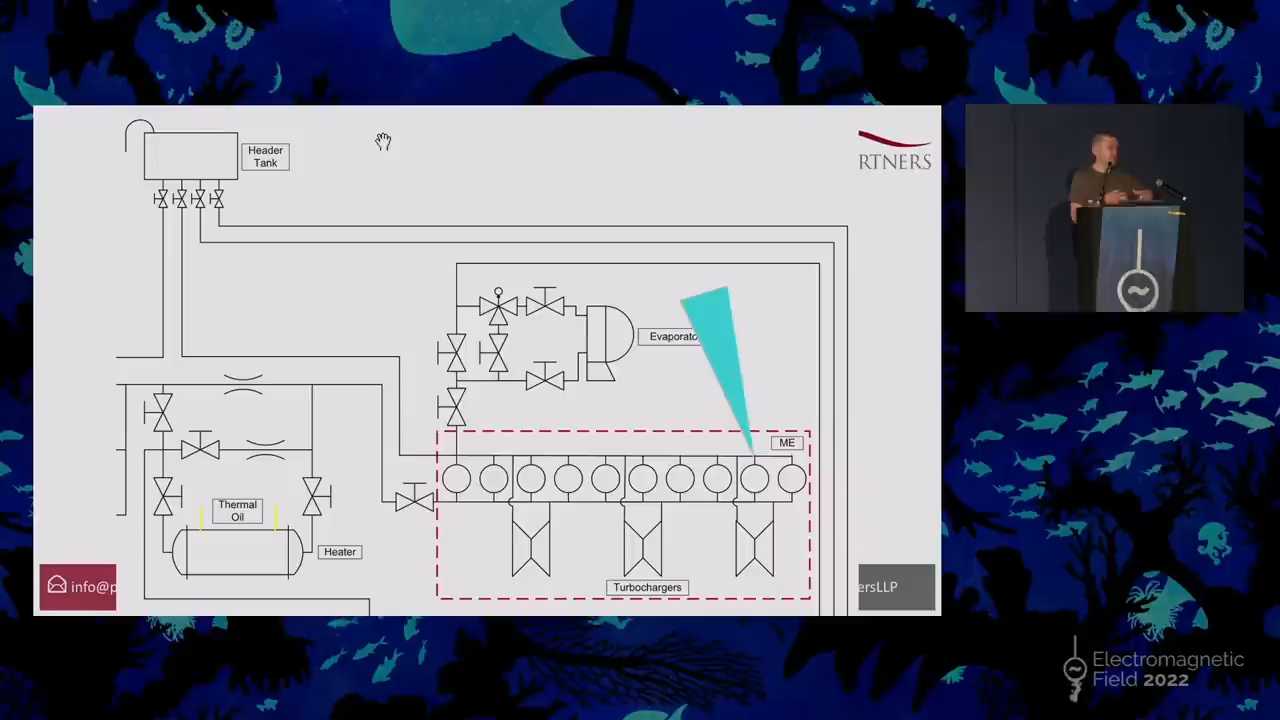 Header
Tank
RTNERS
Evaporato
ME
Thermal
Oil
Heater
Turbochargers
info@p
ersLLP
Electromagnetic
Field 2022